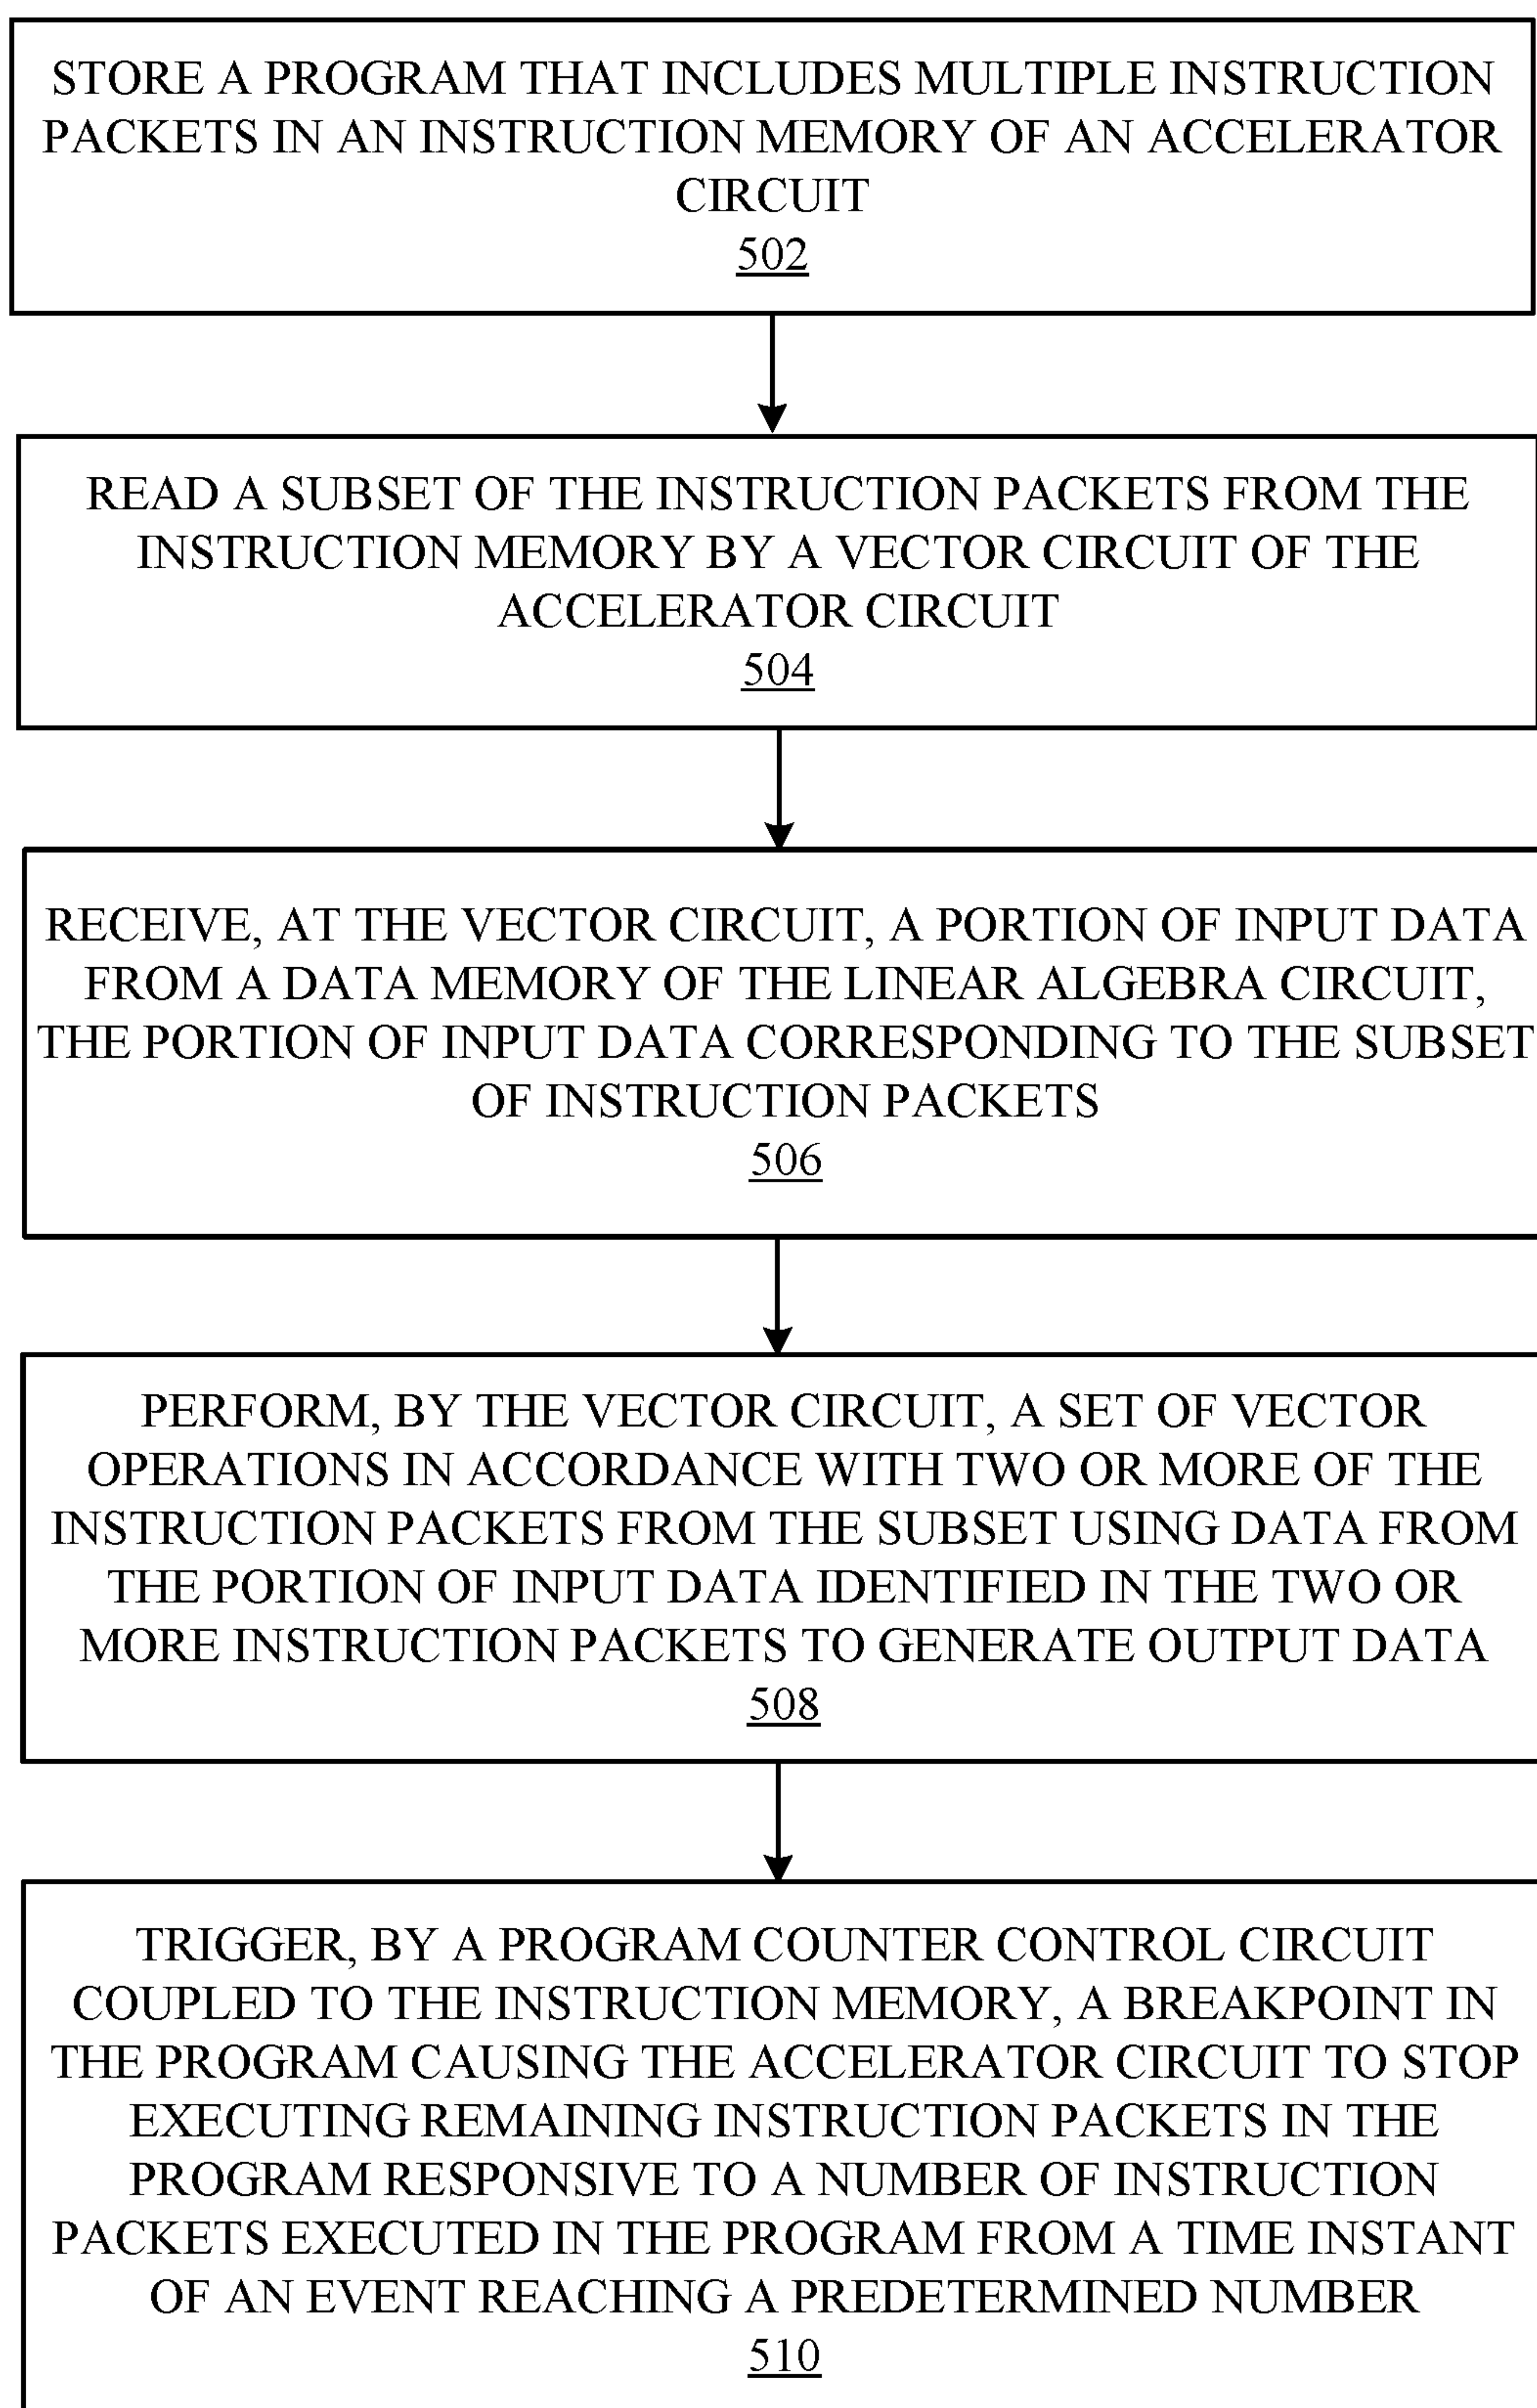 STORE A PROGRAM THAT INCLUDES MULTIPLE INSTRUCTION
PACKETS IN AN INSTRUCTION MEMORY OF AN ACCELERATOR
CIRCUIT
502
READ A SUBSET OF THE INSTRUCTION PACKETS FROM THE
INSTRUCTION MEMORY BY A VECTOR CIRCUIT OF THE
ACCELERATOR CIRCUIT
504
RECEIVE, AT THE VECTOR CIRCUIT, A PORTION OF INPUT DATA
FROM A DATA MEMORY OF THE LINEAR ALGEBRA CIRCUIT,
THE PORTION OF INPUT DATA CORRESPONDING TO THE SUBSET
OF INSTRUCTION PACKETS
506
PERFORM, BY THE VECTOR CIRCUIT, A SET OF VECTOR
OPERATIONS IN ACCORDANCE WITH TWO OR MORE OF THE
INSTRUCTION PACKETS FROM THE SUBSET USING DATA FROM
THE PORTION OF INPUT DATA IDENTIFIED IN THE TWO OR
MORE INSTRUCTION PACKETS TO GENERATE OUTPUT DATA
508
TRIGGER, BY A PROGRAM COUNTER CONTROL CIRCUIT
COUPLED TO THE INSTRUCTION MEMORY, A BREAKPOINT IN
THE PROGRAM CAUSING THE ACCELERATOR CIRCUIT TO STOP
EXECUTING REMAINING INSTRUCTION PACKETS IN THE
PROGRAM RESPONSIVE TO A NUMBER OF INSTRUCTION
PACKETS EXECUTED IN THE PROGRAM FROM A TIME INSTANT
OF AN EVENT REACHING A PREDETERMINED NUMBER
510